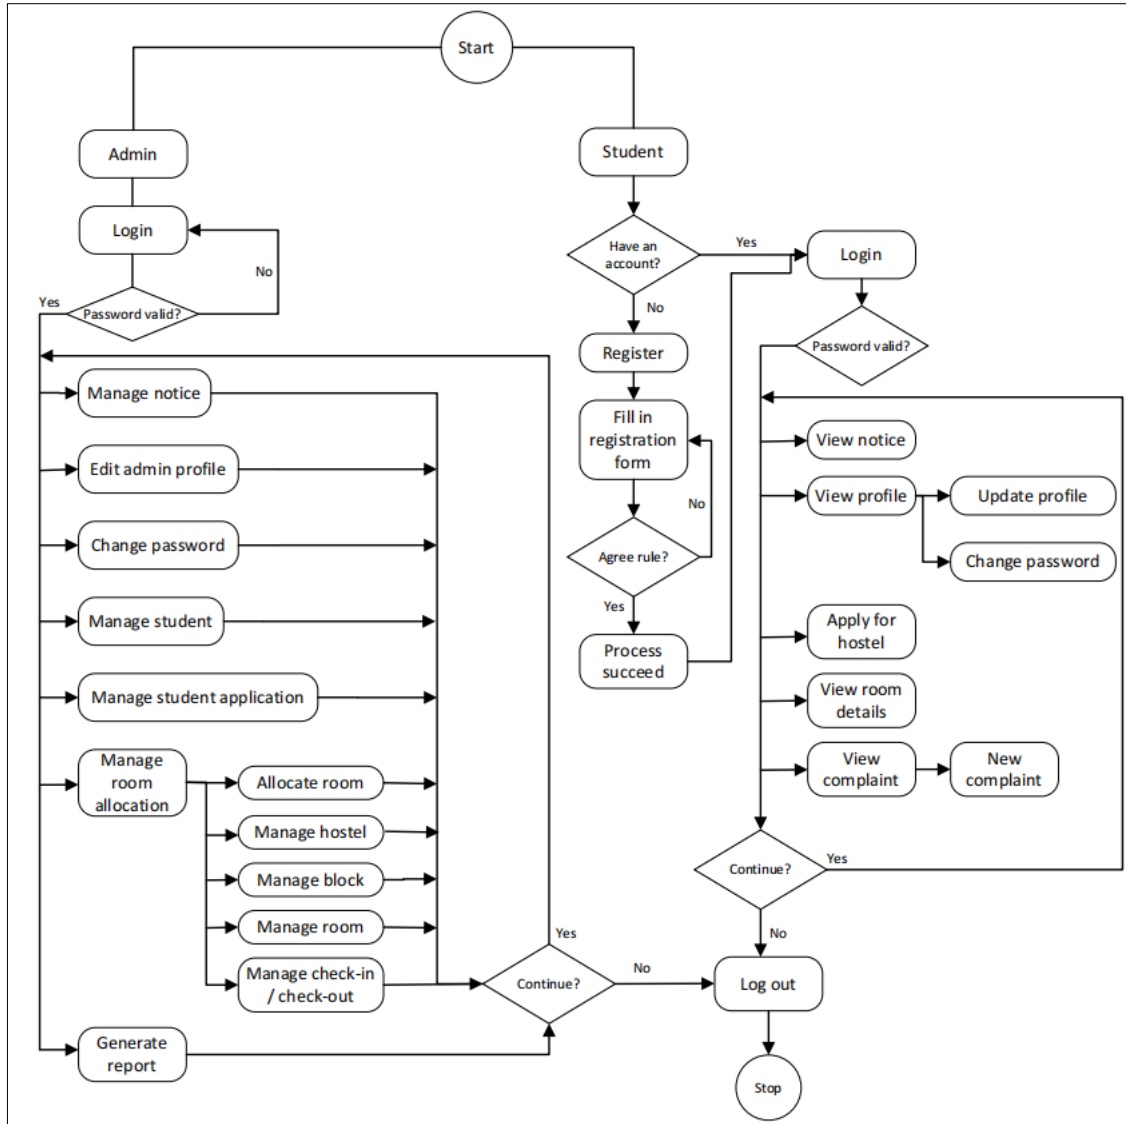 Start
Admin
Student
Login
No
Yes
Password valid?
Have an
account?
Yes
Login
No
Password valid?
Register
Fill in
registration
form
No
Agree rule?
Yes
Process
succeed
Manage notice
Edit admin profile
Change password
Manage student
Manage student application
Manage
room
allocation
Allocate room
Manage hostel
Manage block
Manage room
Manage check-in
/ check-out
Generate
report
Yes
Continue?
No
View notice
View profile
Update profile
Change password
Apply for
hostel
View room
details
View
complaint
New
complaint
Continue?
Yes
No
Log out
Stop